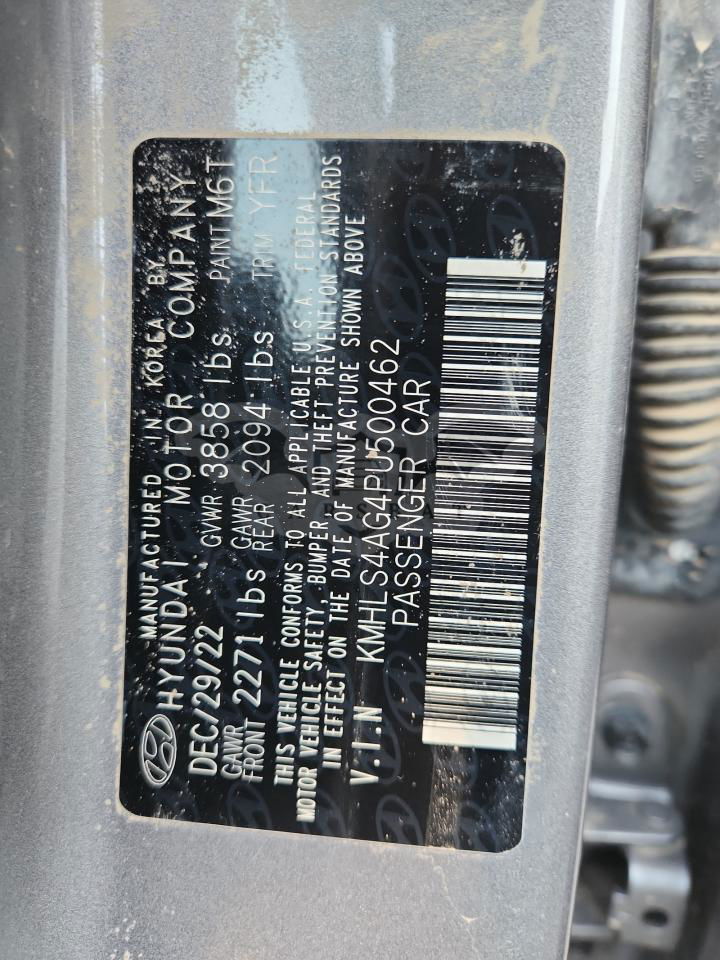 MANUFACTURED IN KOREA BY
HYUNDAI MOTOR COMPANY
DEC/29/22 GVWR 3858 lbs PAINT M6T
GAWR FRONT 2271 lbs GAWR REAR 2094 lbs TRIM YFR
THIS VEHICLE CONFORMS TO ALL APPLICABLE U.S.A. FEDERAL
MOTOR VEHICLE SAFETY, BUMPER, AND THEFT PREVENTION STANDARDS
IN EFFECT ON THE DATE OF MANUFACTURE SHOWN ABOVE
V.I.N KMHLS4AG4PU500462
PASSENGER CAR